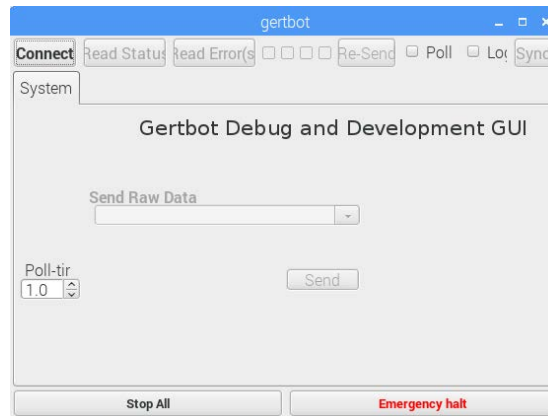 gertbot
Connect Read Status Read Error(s Re-Send Poll Log Sync
System
Gertbot Debug and Development GUI
Send Raw Data
Poll-tir
1.0
Send
Stop All Emergency halt